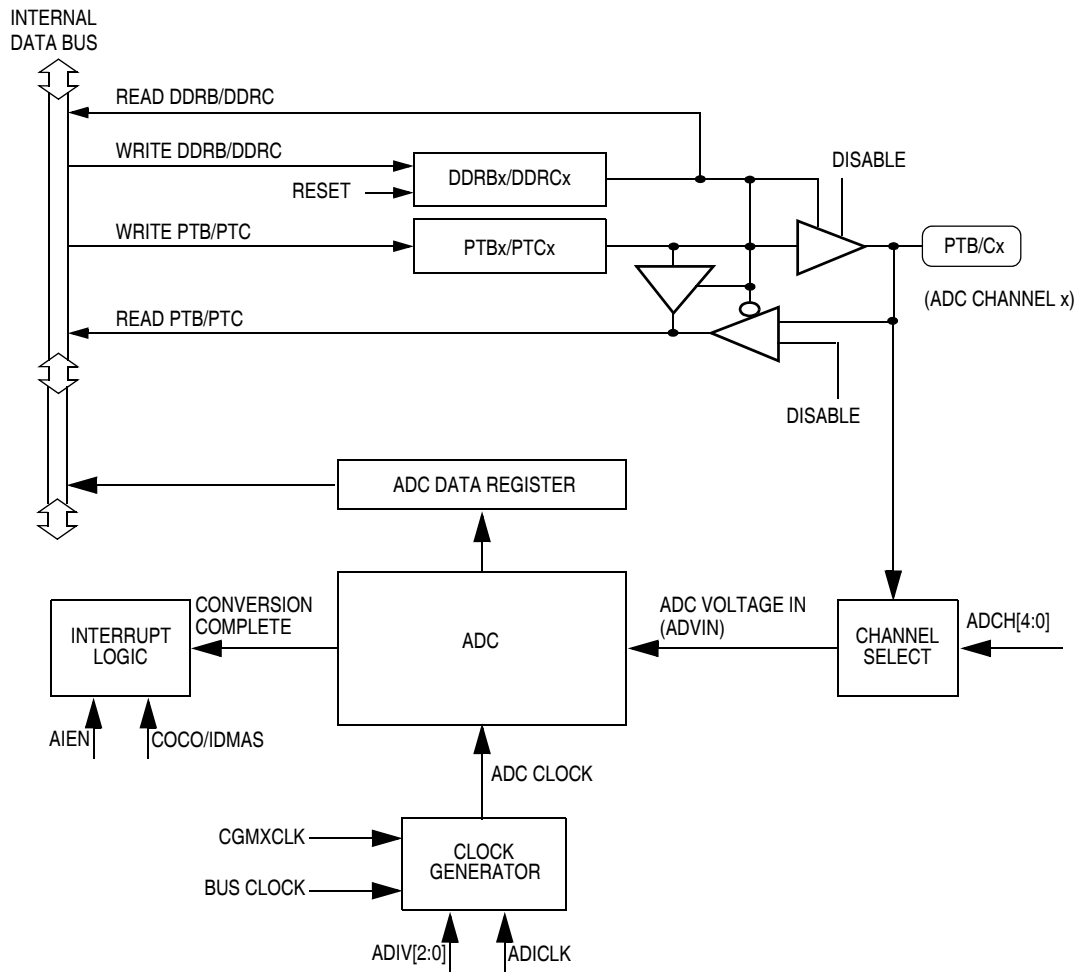 INTERNAL
DATA BUS
READ DDRB/DDRC
WRITE DDRB/DDRC
RESET
DDRBx/DDRCx
DISABLE
WRITE PTB/PTC
PTBx/PTCx
PTB/Cx
(ADC CHANNEL x)
READ PTB/PTC
DISABLE
ADC DATA REGISTER
INTERRUPT
LOGIC
CONVERSION
COMPLETE
ADC
ADC VOLTAGE IN
(ADVIN)
CHANNEL
SELECT
ADCH[4:0]
AIEN
COCO/IDMAS
ADC CLOCK
CGMXCLK
BUS CLOCK
CLOCK
GENERATOR
ADIV[2:0]
ADICLK